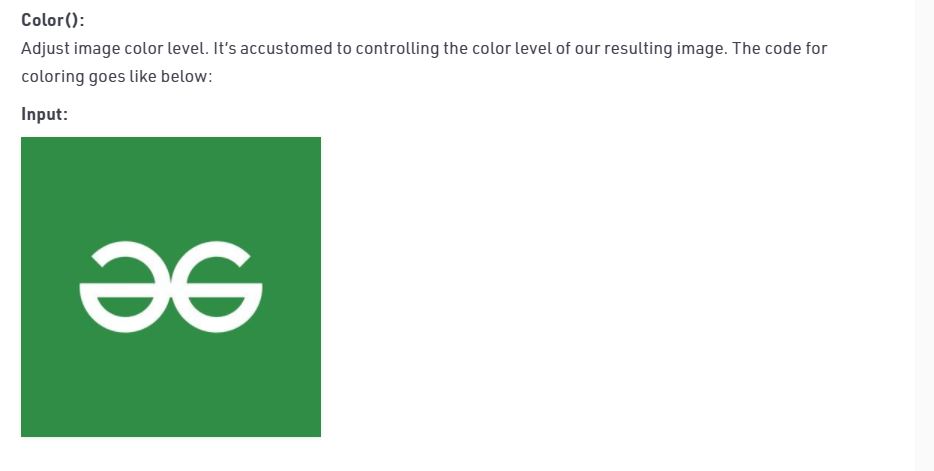 Color():
Adjust image color level. It's accustomed to controlling the color level of our resulting image. The code for
coloring goes like below:
Input: